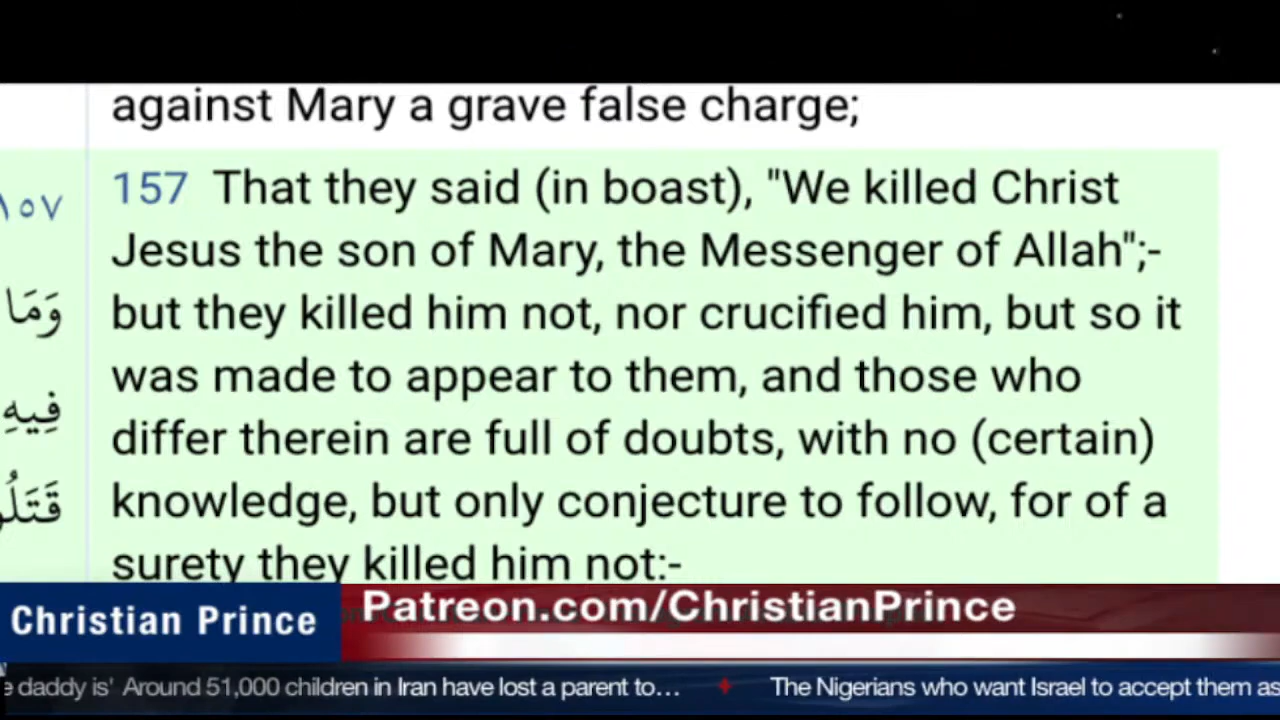 against Mary a grave false charge;
157 That they said (in boast), "We killed Christ
Jesus the son of Mary, the Messenger of Allah";-
but they killed him not, nor crucified him, but so it
was made to appear to them, and those who
differ therein are full of doubts, with no (certain)
knowledge, but only conjecture to follow, for of a
surety they killed him not:-
١٥٧
وَمَا
فِيهِ
Christian Prince
Patreon.com/ChristianPrince
daddy is' Around 51,000 children in Iran have lost a parent to… The Nigerians who want Israel to accept them as